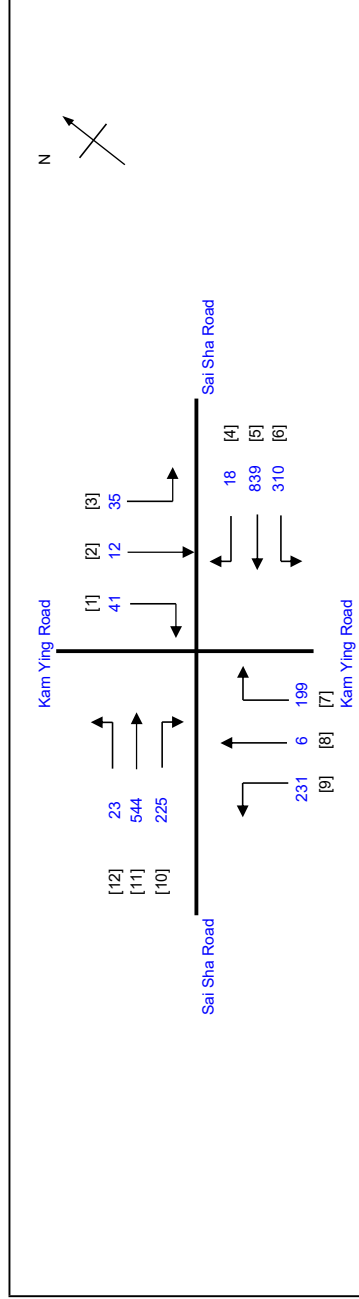 N
Kam Ying Road
[1] [2] [3]
41 12 35
[12] 23
[11] 544
[10] 225
Sai Sha Road
Sai Sha Road
18 [4]
839 [5]
310 [6]
231 6 199
[9] [8] [7]
Kam Ying Road